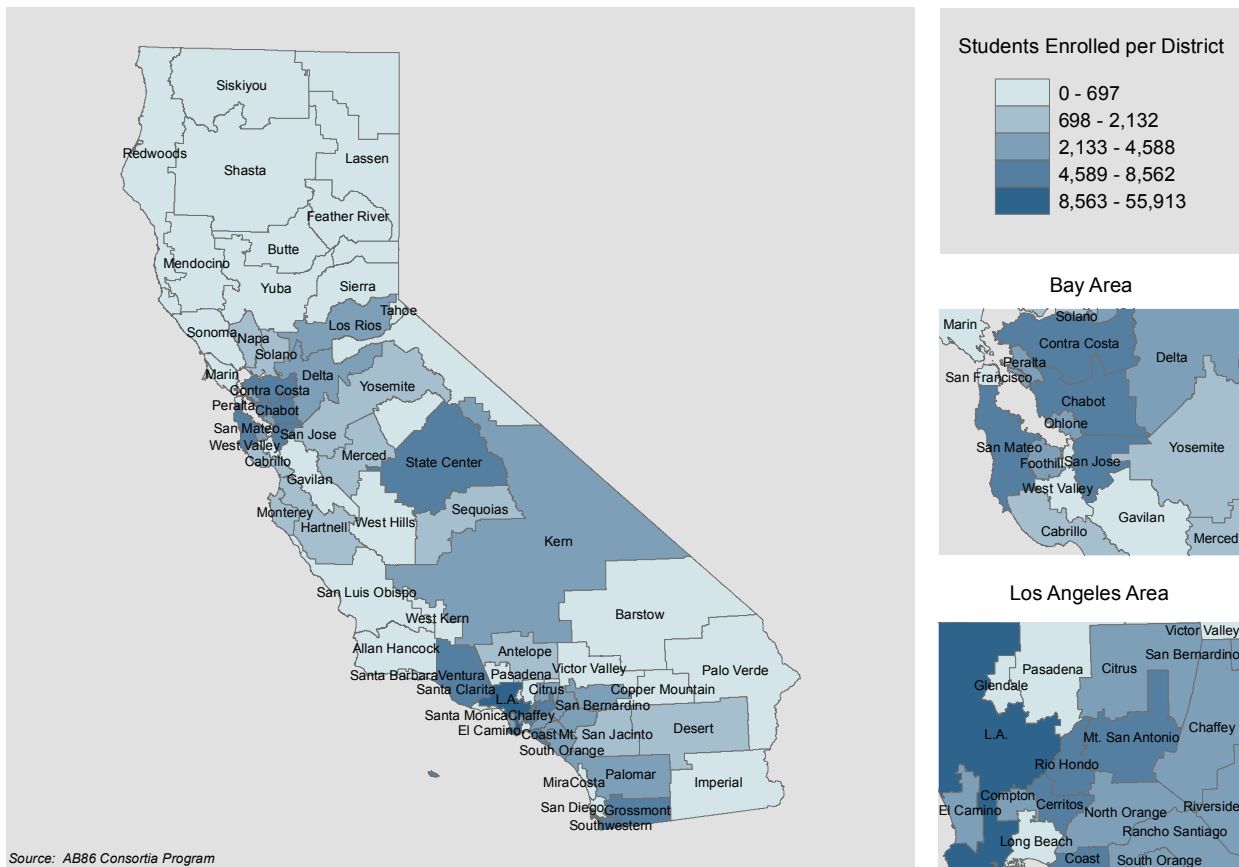 Students Enrolled per District
0 - 697
698 - 2,132
2,133 - 4,588
4,589 - 8,562
8,563 - 55,913
Siskiyou
Redwoods
Lassen
Shasta
Feather River
Butte
Mendocino
Yuba
Sierra
Tahoe
Los Rios
Sonoma
Napa
Solano
Marin
Delta
Yosemite
Contra Costa
Peralta
Chabot
San Mateo
San Jose
West Valley
Cabrillo
Merced
State Center
Gavilan
Monterey
Hartnell
West Hills
Sequoias
Kern
San Luis Obispo
West Kern
Barstow
Allan Hancock
Antelope
Santa Barbara
Ventura
Pasadena
Victor Valley
Palo Verde
Santa Clarita
L.A.
Citrus
Copper Mountain
San Bernardino
Santa Monica
Chaffey
El Camino
Coast
Mt. San Jacinto
Desert
South Orange
Palomar
MiraCosta
Imperial
San Diego
Grossmont
Southwestern
Source: AB86 Consortia Program
Bay Area
Marin
Solano
Contra Costa
Peralta
Delta
San Francisco
Chabot
Ohlone
San Mateo
Foothill
San Jose
Yosemite
West Valley
Gavilan
Cabrillo
Merced
Los Angeles Area
Victor Valley
San Bernardino
Pasadena
Citrus
Glendale
L.A.
Mt. San Antonio
Chaffey
Rio Hondo
Compton
El Camino
Cerritos
North Orange
Riverside
Rancho Santiago
Long Beach
Coast
South Orange